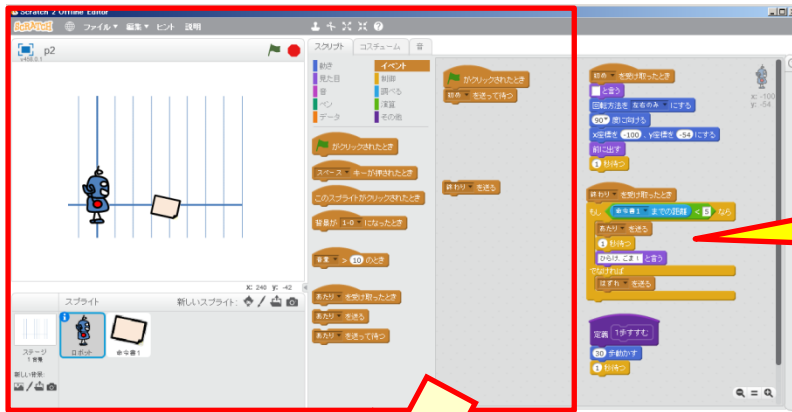 Scratch 2 Offline Editor
SCRATCH ファイル▼ 編集▼ ヒント 説明
p2
v458.0.1
x: 240 y: -42
スプライト 新しいスプライト:
ステージ
1 背景
新しい背景:
ロボット
命令書1
スクリプト コスチューム 音
動き イベント
見た目 制御
音 調べる
ペン 演算
データ その他
がクリックされたとき
スペース▼ キーが押されたとき
このスプライトがクリックされたとき
背景が 1-0▼ になったとき
音量▼ > 10 のとき
あたり▼ を受け取ったとき
あたり▼ を送る
あたり▼ を送って待つ
がクリックされたとき
初め▼ を送って待つ
終わり▼ を送る
初め▼ を受け取ったとき
と言う
回転方法を 左右のみ▼ にする
90▼ 度に向ける
x座標を -100 、y座標を -54 にする
前に出す
1 秒待つ
終わり▼ を受け取ったとき
もし 命令書1▼ までの距離 < 5 なら
あたり▼ を送る
1 秒待つ
ひらけ、ごま! と言う
でなければ
はずれ▼ を送る
定義 1歩すすむ
30 歩動かす
1 秒待つ
x: -100
y: -54